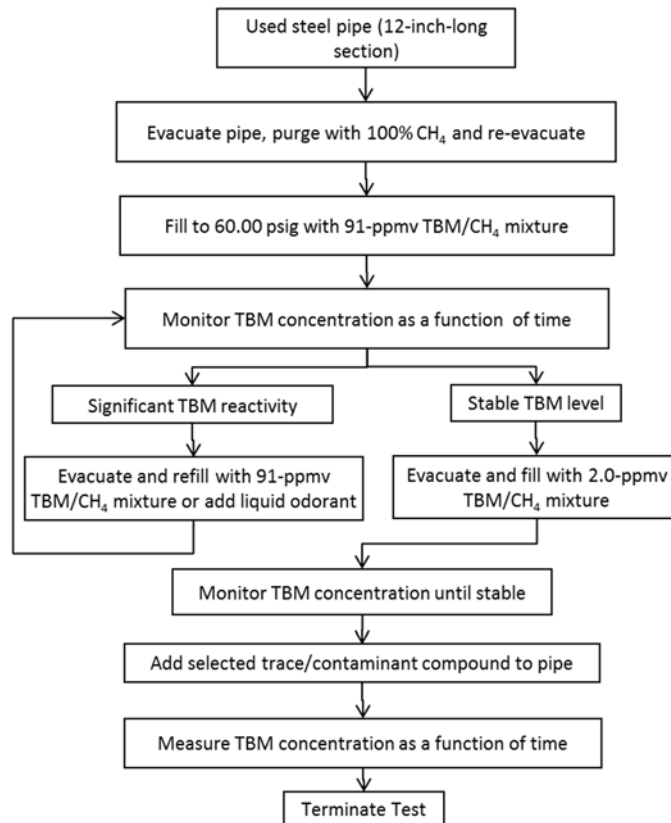 Used steel pipe (12-inch-long
section)
Evacuate pipe, purge with 100% CH₄ and re-evacuate
Fill to 60.00 psig with 91-ppmv TBM/CH₄ mixture
Monitor TBM concentration as a function of time
Significant TBM reactivity
Stable TBM level
Evacuate and refill with 91-ppmv
TBM/CH₄ mixture or add liquid odorant
Evacuate and fill with 2.0-ppmv
TBM/CH₄ mixture
Monitor TBM concentration until stable
Add selected trace/contaminant compound to pipe
Measure TBM concentration as a function of time
Terminate Test